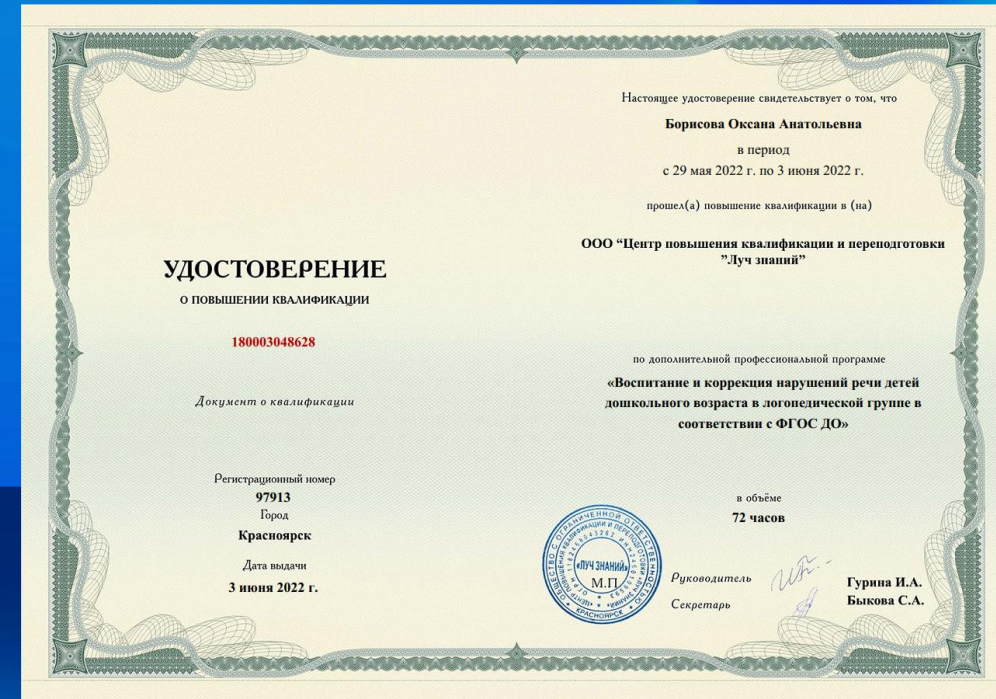 УДОСТОВЕРЕНИЕ
О ПОВЫШЕНИИ КВАЛИФИКАЦИИ
180003048628
Документ о квалификации
Регистрационный номер
97913
Город
Красноярск
Дата выдачи
3 июня 2022 г.
Настоящее удостоверение свидетельствует о том, что
Борисова Оксана Анатольевна
в период
с 29 мая 2022 г. по 3 июня 2022 г.
прошел(а) повышение квалификации в (на)
ООО “Центр повышения квалификации и переподготовки
”Луч знаний”
по дополнительной профессиональной программе
«Воспитание и коррекция нарушений речи детей
дошкольного возраста в логопедической группе в
соответствии с ФГОС ДО»
в объёме
72 часов
ОБЩЕСТВО С ОГРАНИЧЕННОЙ ОТВЕТСТВЕННОСТЬЮ
КРАСНОЯРСК
«ЛУЧ ЗНАНИЙ»
М.П.
Руководитель
Гурина И.А.
Секретарь
Быкова С.А.